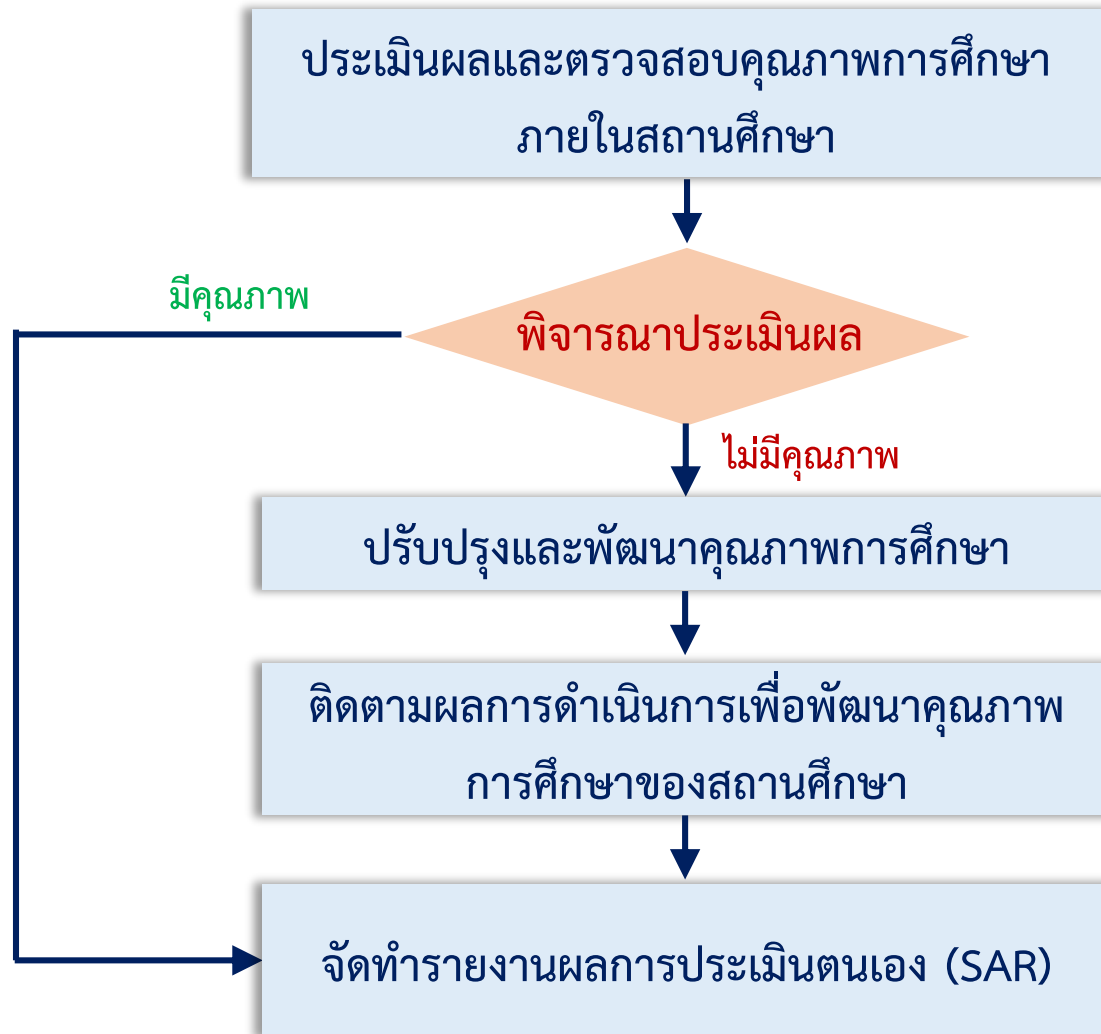 ประเมินผลและตรวจสอบคุณภาพการศึกษา
ภายในสถานศึกษา
มีคุณภาพ
พิจารณาประเมินผล
ไม่มีคุณภาพ
ปรับปรุงและพัฒนาคุณภาพการศึกษา
ติดตามผลการดำเนินการเพื่อพัฒนาคุณภาพ
การศึกษาของสถานศึกษา
จัดทำรายงานผลการประเมินตนเอง (SAR)